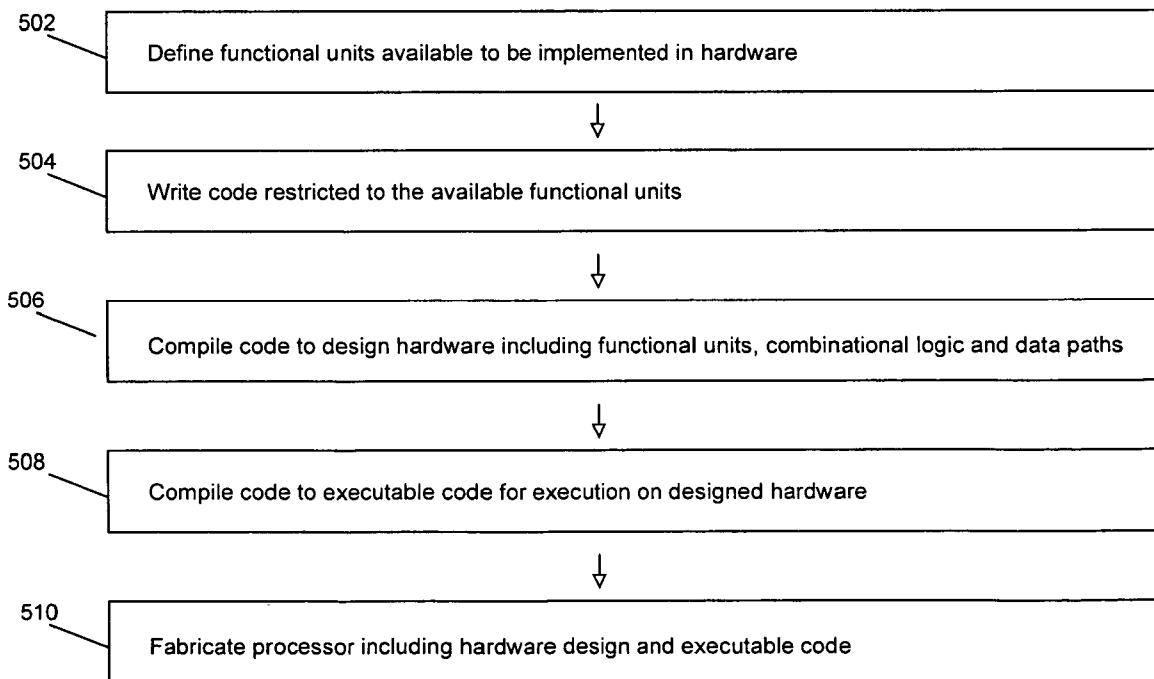 502
Define functional units available to be implemented in hardware
504
Write code restricted to the available functional units
506
Compile code to design hardware including functional units, combinational logic and data paths
508
Compile code to executable code for execution on designed hardware
510
Fabricate processor including hardware design and executable code